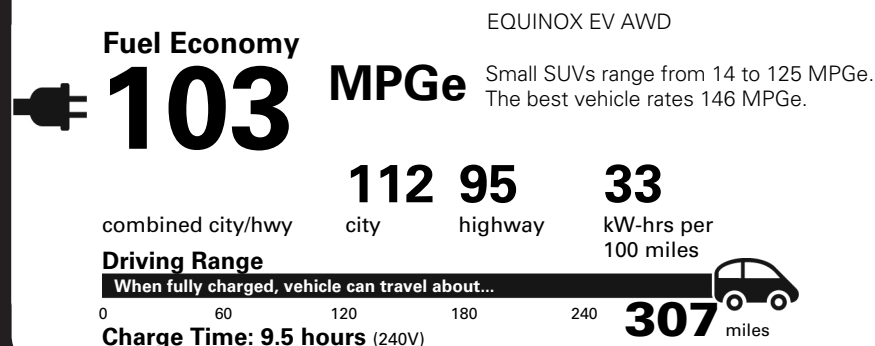 EQUINOX EV AWD
Fuel Economy
103 MPGe
Small SUVs range from 14 to 125 MPGe.
The best vehicle rates 146 MPGe.
112 95 33
combined city/hwy city highway kW-hrs per
100 miles
Driving Range
When fully charged, vehicle can travel about...
0 60 120 180 240 307 miles
Charge Time: 9.5 hours (240V)